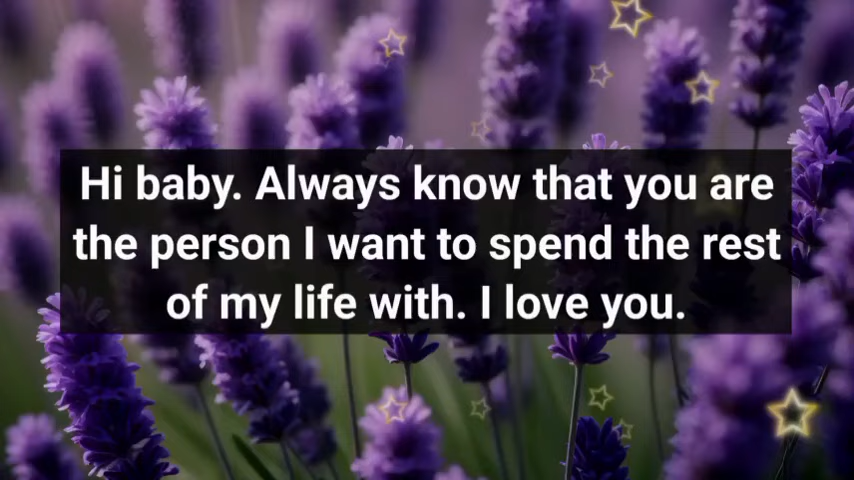 Hi baby. Always know that you are
the person I want to spend the rest
of my life with. I love you.